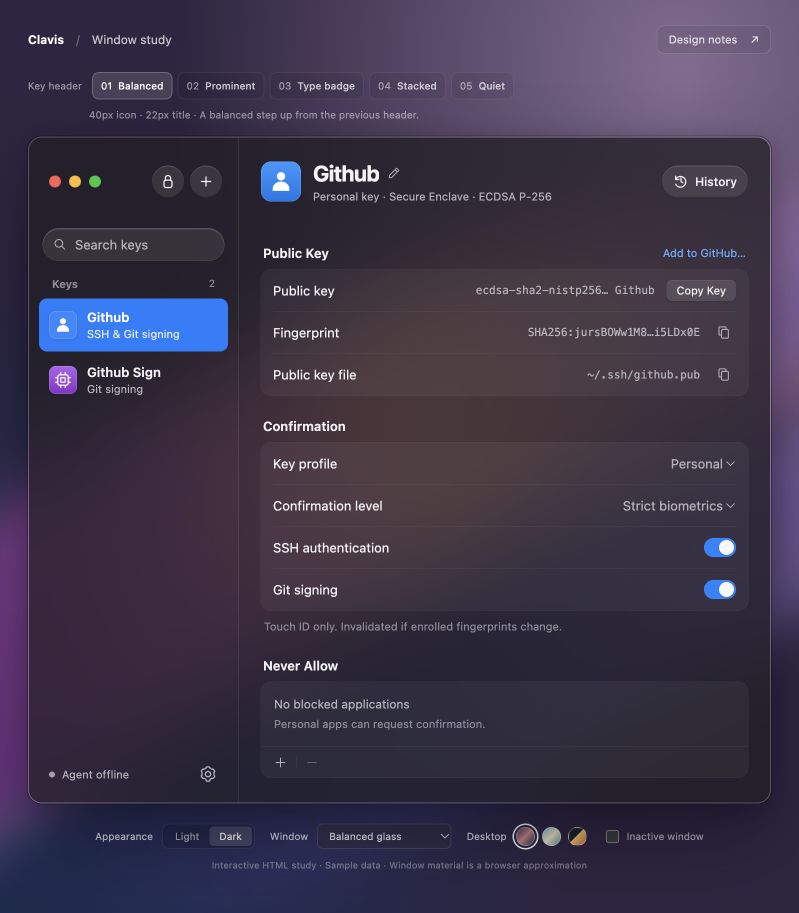 Clavis / Window study
Design notes
Key header 01 Balanced 02 Prominent 03 Type badge 04 Stacked 05 Quiet
40px icon · 22px title · A balanced step up from the previous header.
Github
Personal key · Secure Enclave · ECDSA P-256
History
Search keys
Keys 2
Github
SSH & Git signing
Github Sign
Git signing
Agent offline
Public Key Add to GitHub…
Public key ecdsa-sha2-nistp256… Github Copy Key
Fingerprint SHA256:jursBOWw1M8…i5LDx0E
Public key file ~/.ssh/github.pub
Confirmation
Key profile Personal
Confirmation level Strict biometrics
SSH authentication
Git signing
Touch ID only. Invalidated if enrolled fingerprints change.
Never Allow
No blocked applications
Personal apps can request confirmation.
Appearance Light Dark Window Balanced glass Desktop Inactive window
Interactive HTML study · Sample data · Window material is a browser approximation